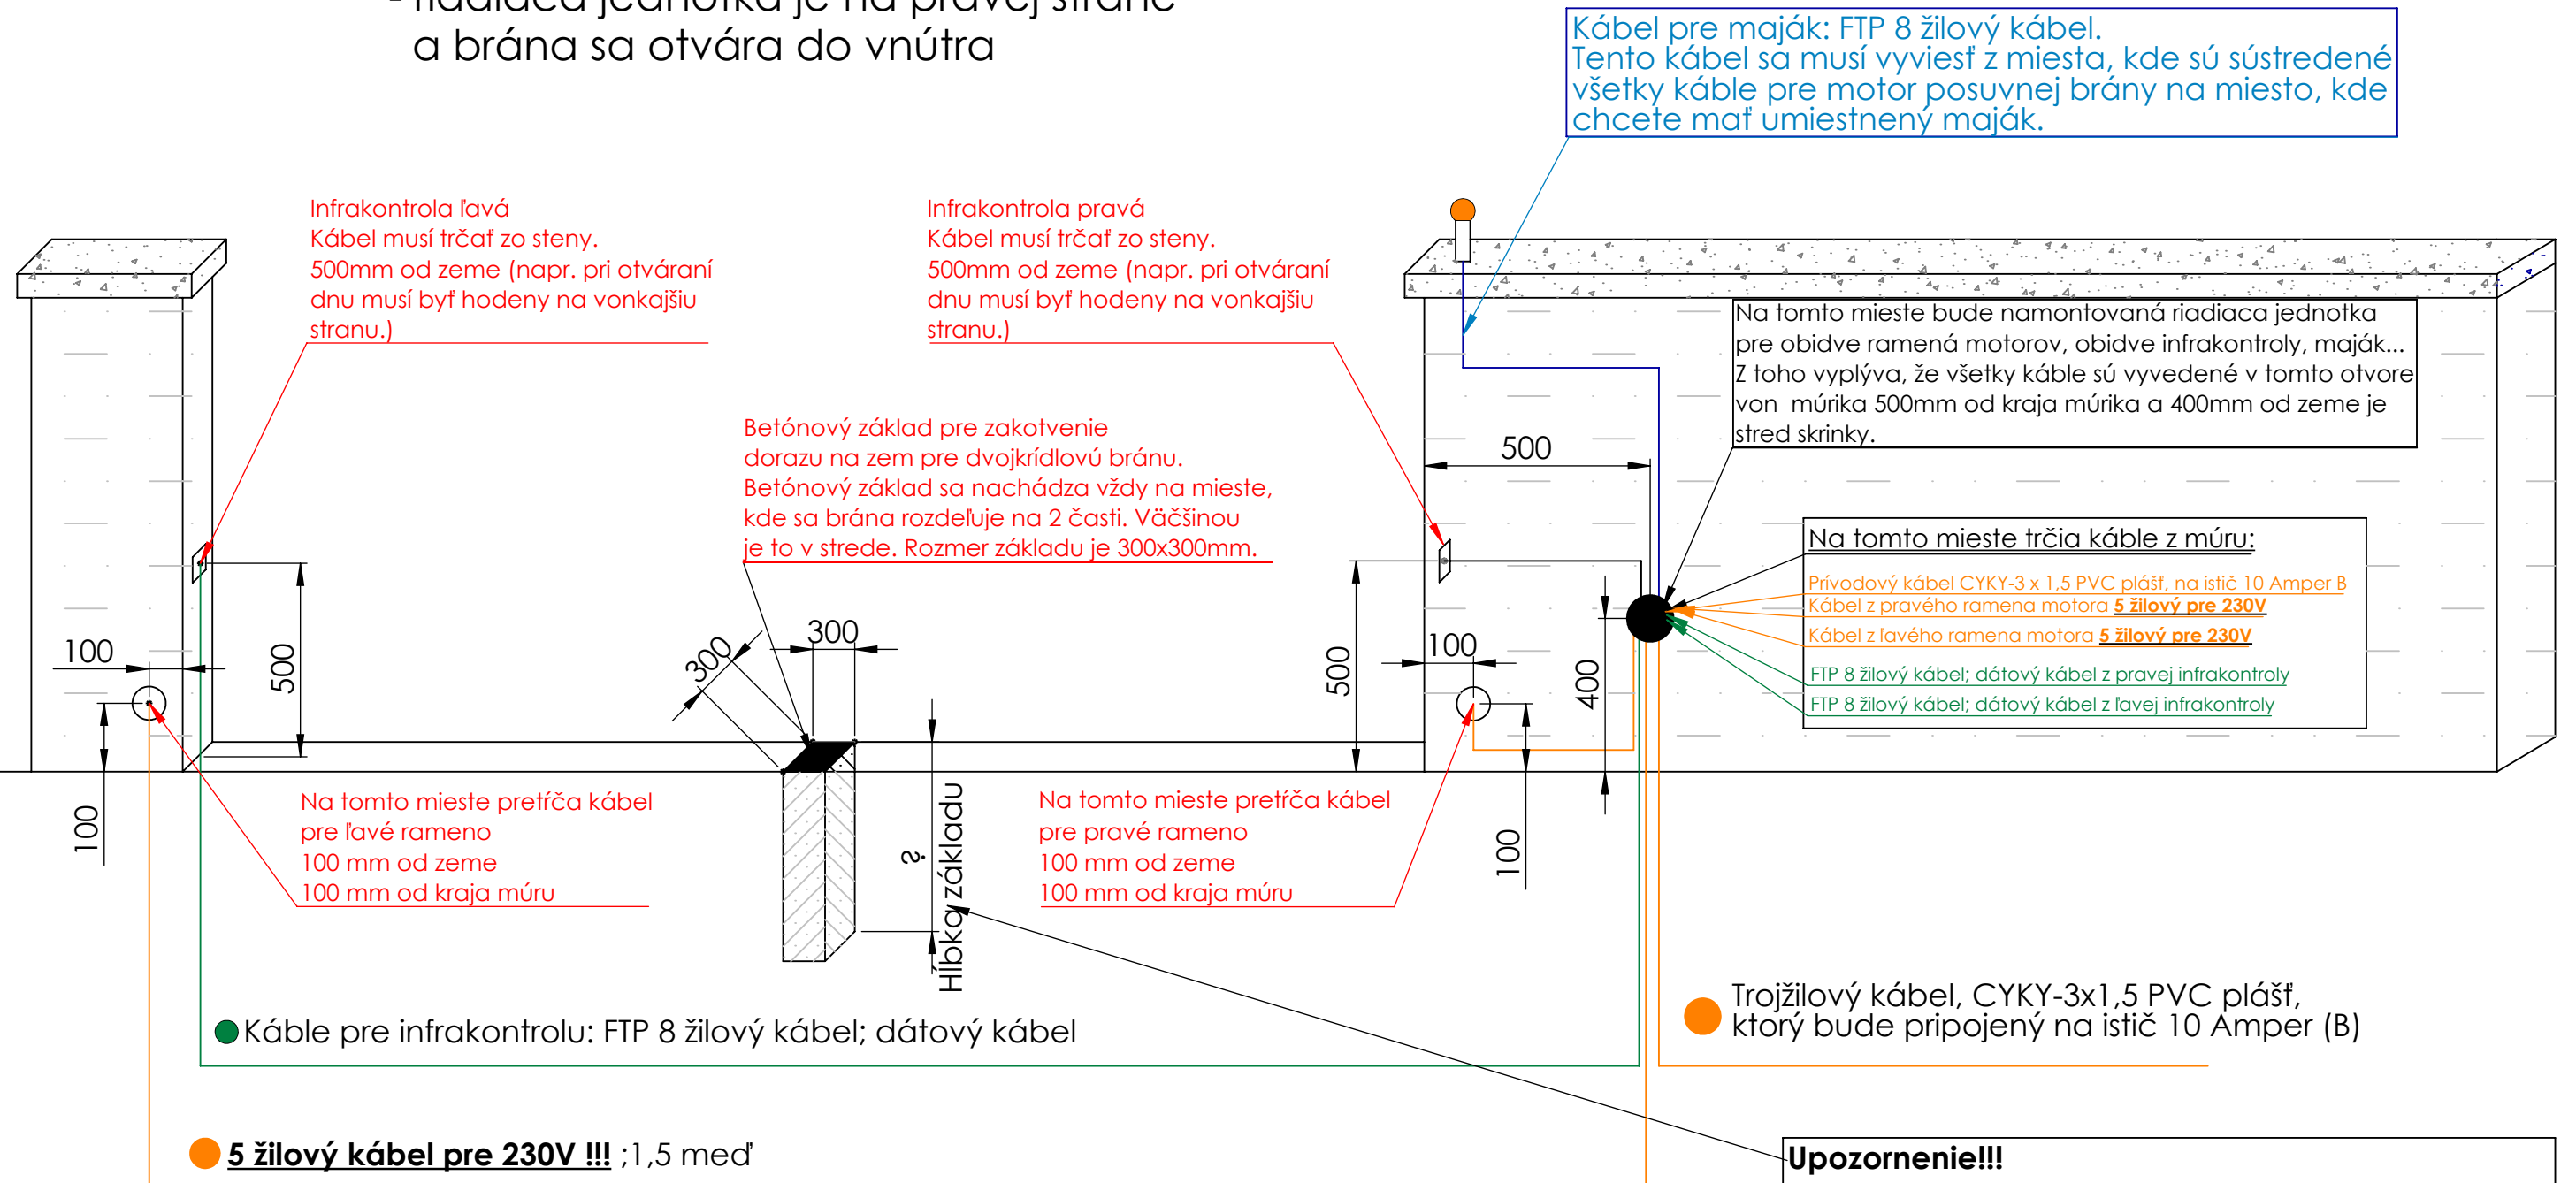 - riadiaca jednotka je na pravej strane
a brána sa otvára do vnútra
Kábel pre maják: FTP 8 žilový kábel.
Tento kábel sa musí vyviesť z miesta, kde sú sústredené
všetky káble pre motor posuvnej brány na miesto, kde
chcete mať umiestnený maják.
Infrakontrola ľavá
Kábel musí trčať zo steny.
500mm od zeme (napr. pri otváraní
dnu musí byť hodeny na vonkajšiu
stranu.)
Infrakontrola pravá
Kábel musí trčať zo steny.
500mm od zeme (napr. pri otváraní
dnu musí byť hodeny na vonkajšiu
stranu.)
Na tomto mieste bude namontovaná riadiaca jednotka
pre obidve ramená motorov, obidve infrakontroly, maják...
Z toho vyplýva, že všetky káble sú vyvedené v tomto otvore
von múrika 500mm od kraja múrika a 400mm od zeme je
stred skrinky.
Betónový základ pre zakotvenie
dorazu na zem pre dvojkrídlovú bránu.
Betónový základ sa nachádza vždy na mieste,
kde sa brána rozdeľuje na 2 časti. Väčšinou
je to v strede. Rozmer základu je 300x300mm.
500
Na tomto mieste trčia káble z múru:
Prívodový kábel CYKY-3 x 1,5 PVC plášť, na istič 10 Amper B
Kábel z pravého ramena motora 5 žilový pre 230V
Kábel z ľavého ramena motora 5 žilový pre 230V
FTP 8 žilový kábel; dátový kábel z pravej infrakontroly
FTP 8 žilový kábel; dátový kábel z ľavej infrakontroly
100
500
300
300
500
100
400
100
100
Na tomto mieste pretŕča kábel
pre ľavé rameno
100 mm od zeme
100 mm od kraja múru
?
Hĺbka základu
Na tomto mieste pretŕča kábel
pre pravé rameno
100 mm od zeme
100 mm od kraja múru
Káble pre infrakontrolu: FTP 8 žilový kábel; dátový kábel
Trojžilový kábel, CYKY-3x1,5 PVC plášť,
ktorý bude pripojený na istič 10 Amper (B)
5 žilový kábel pre 230V !!! ;1,5 meď
Upozornenie!!!